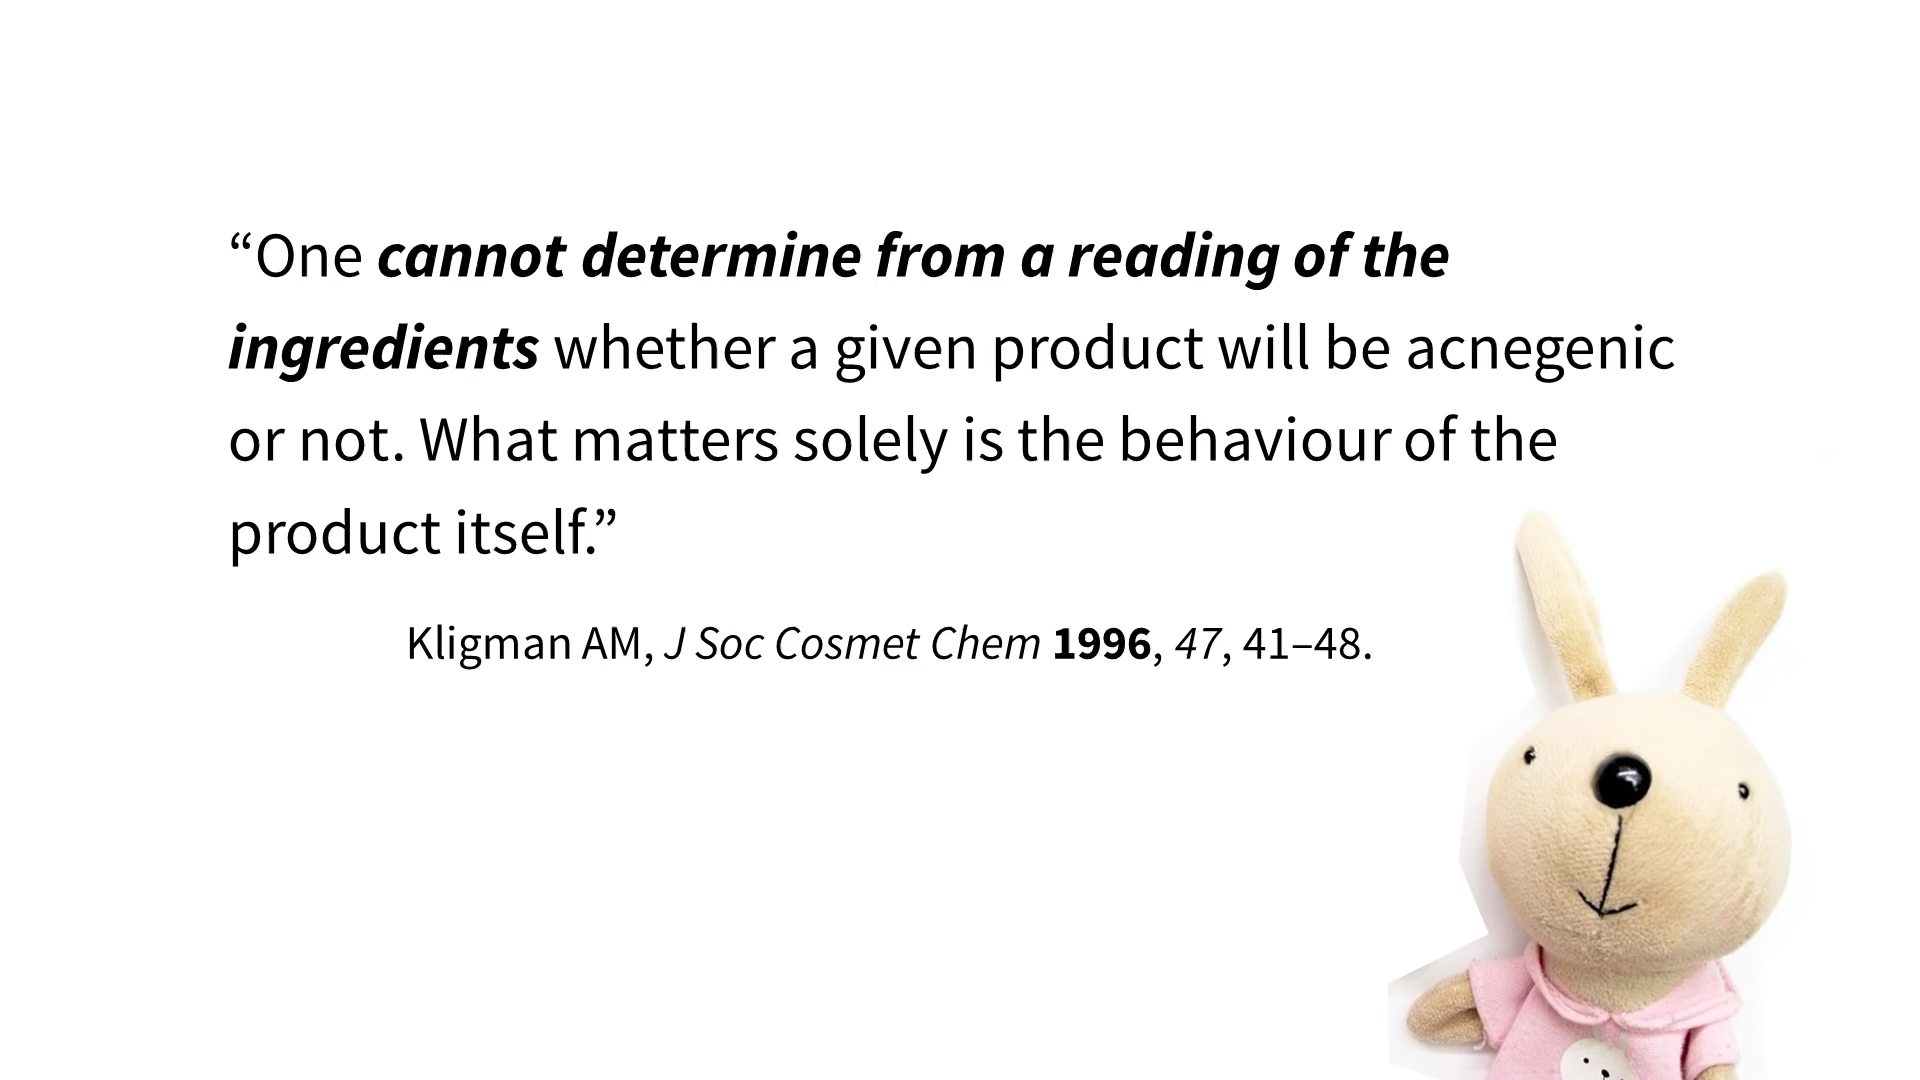 “One cannot determine from a reading of the
ingredients whether a given product will be acnegenic
or not. What matters solely is the behaviour of the
product itself.”
Kligman AM, J Soc Cosmet Chem 1996, 47, 41–48.